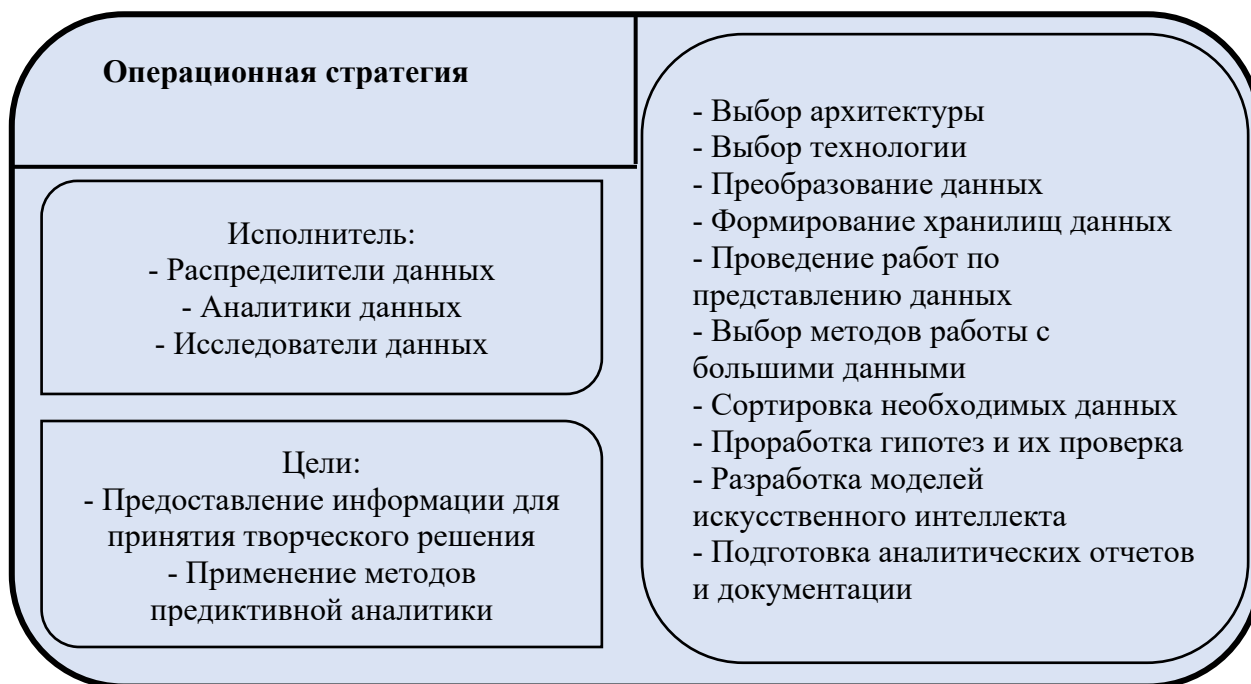 Операционная стратегия
Исполнитель:
- Распределители данных
- Аналитики данных
- Исследователи данных
Цели:
- Предоставление информации для
принятия творческого решения
- Применение методов
предиктивной аналитики
- Выбор архитектуры
- Выбор технологии
- Преобразование данных
- Формирование хранилищ данных
- Проведение работ по
представлению данных
- Выбор методов работы с
большими данными
- Сортировка необходимых данных
- Проработка гипотез и их проверка
- Разработка моделей
искусственного интеллекта
- Подготовка аналитических отчетов
и документации